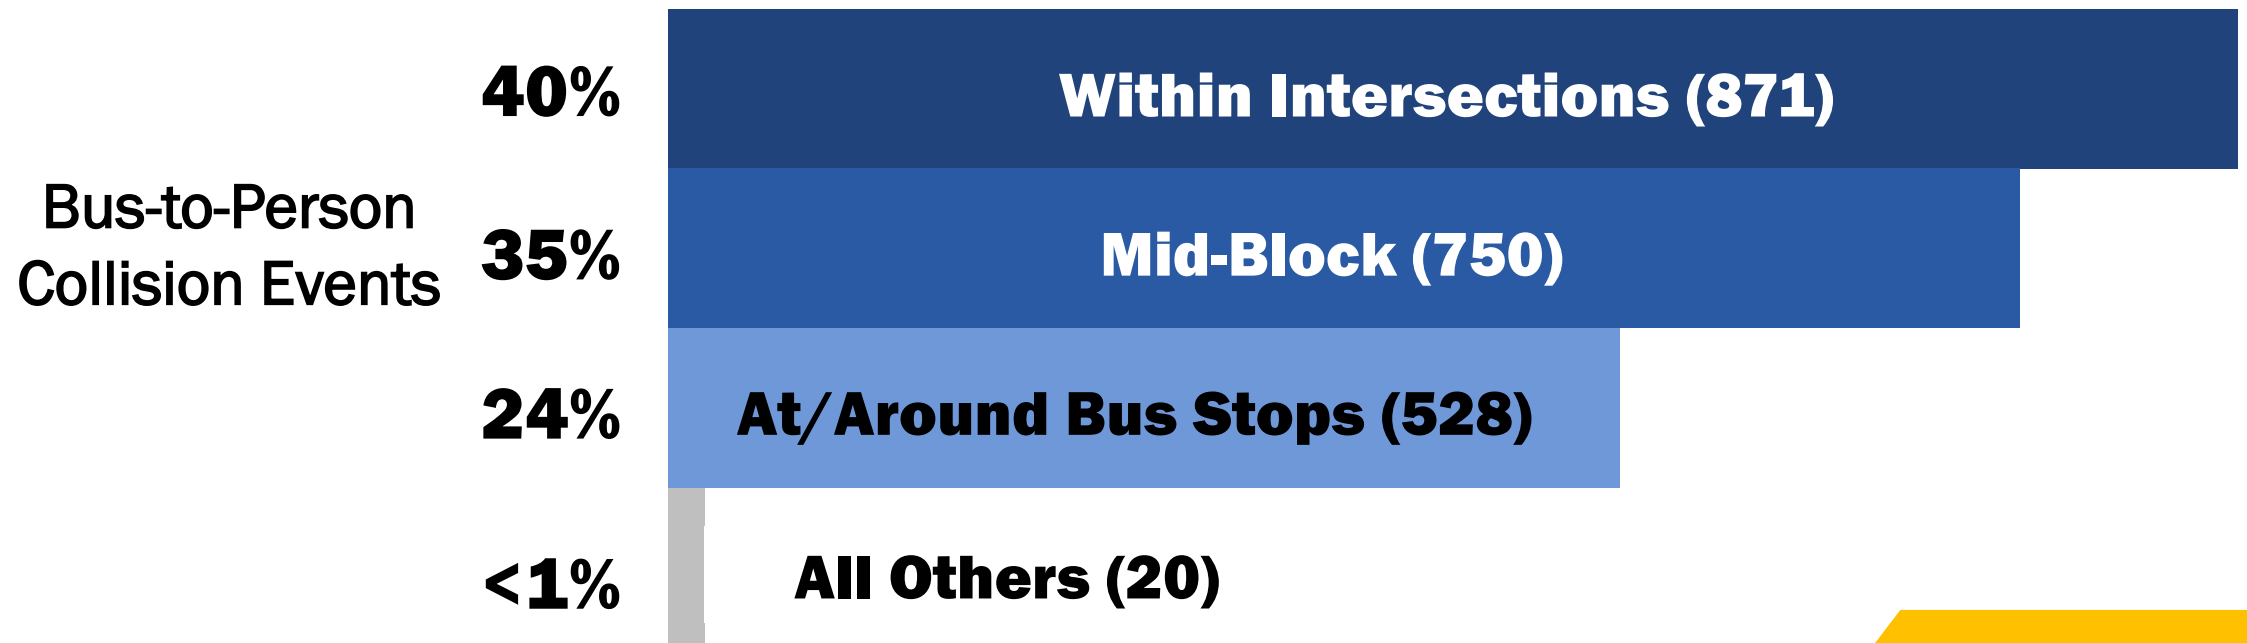 40%
Within Intersections (871)
Bus-to-Person
Collision Events
35%
Mid-Block (750)
24%
At/Around Bus Stops (528)
<1%
All Others (20)